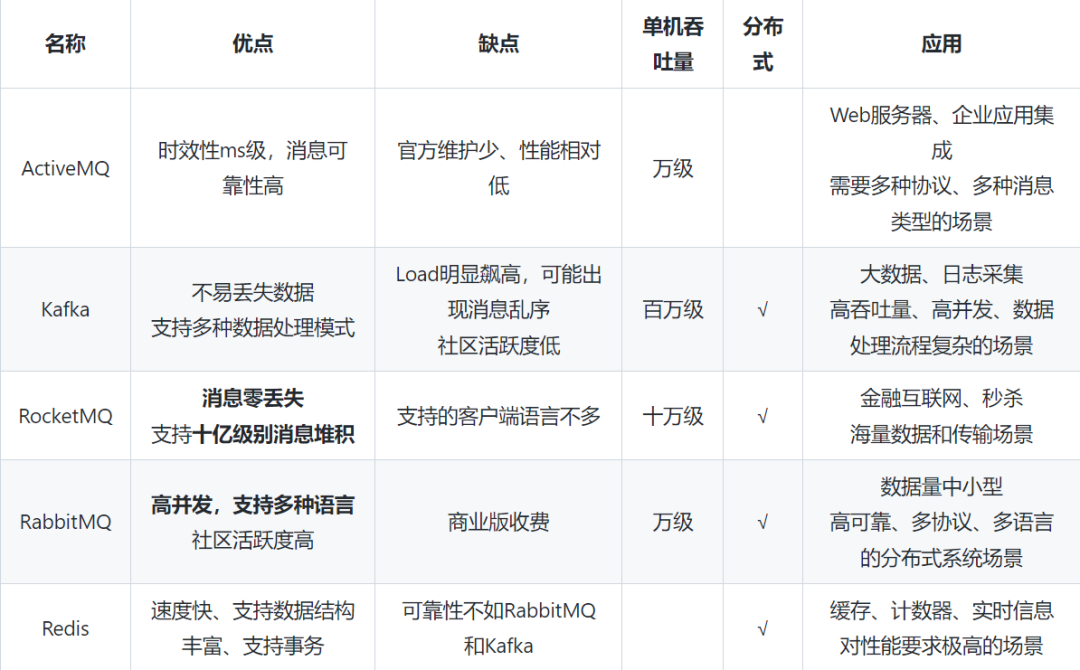 名称
优点
缺点
单机吞
吐量
分布
式
应用
ActiveMQ
时效性ms级，消息可
靠性高
官方维护少、性能相对
低
万级
Web服务器、企业应用集
成
需要多种协议、多种消息
类型的场景
Kafka
不易丢失数据
支持多种数据处理模式
Load明显飙高，可能出
现消息乱序
社区活跃度低
百万级
√
大数据、日志采集
高吞吐量、高并发、数据
处理流程复杂的场景
RocketMQ
消息零丢失
支持十亿级别消息堆积
支持的客户端语言不多
十万级
√
金融互联网、秒杀
海量数据和传输场景
RabbitMQ
高并发，支持多种语言
社区活跃度高
商业版收费
万级
√
数据量中小型
高可靠、多协议、多语言
的分布式系统场景
Redis
速度快、支持数据结构
丰富、支持事务
可靠性不如RabbitMQ
和Kafka
√
缓存、计数器、实时信息
对性能要求极高的场景